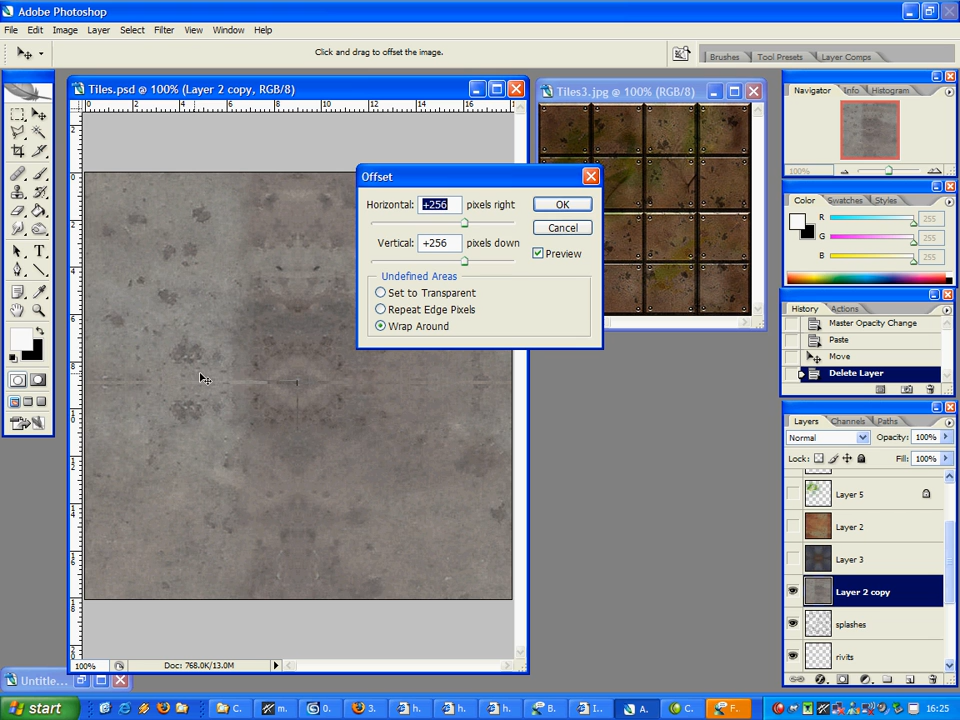 Adobe Photoshop
File Edit Image Layer Select Filter View Window Help
Click and drag to offset the image.
Brushes Tool Presets Layer Comps
Tiles.psd @ 100% (Layer 2 copy, RGB/8)
Tiles3.jpg @ 100% (RGB/8)
Navigator Info Histogram
100%
Offset
Horizontal: +256 pixels right
Vertical: +256 pixels down
OK
Cancel
Preview
Undefined Areas
Set to Transparent
Repeat Edge Pixels
Wrap Around
Color Swatches Styles
R 255
G 255
B 255
History Actions
Master Opacity Change
Paste
Move
Delete Layer
Layers Channels Paths
Normal Opacity: 100%
Lock: Fill: 100%
Layer 5
Layer 2
Layer 3
Layer 2 copy
splashes
rivits
100% Doc: 768.0K/13.0M
Untitle...
start C. m. 3. h. h. h. B. I. A. C. F. 16:25